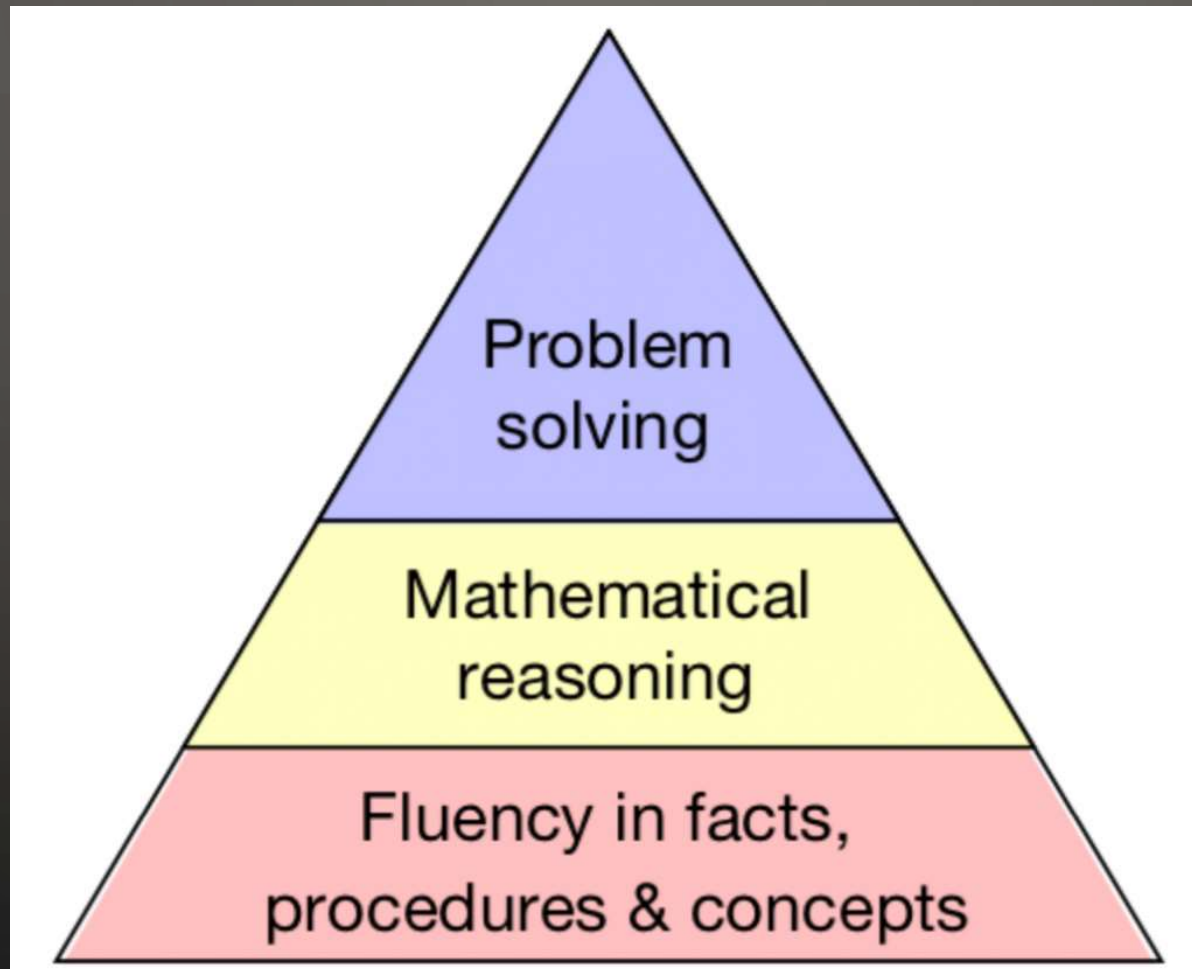 Problem
solving
Mathematical
reasoning
Fluency in facts,
procedures & concepts